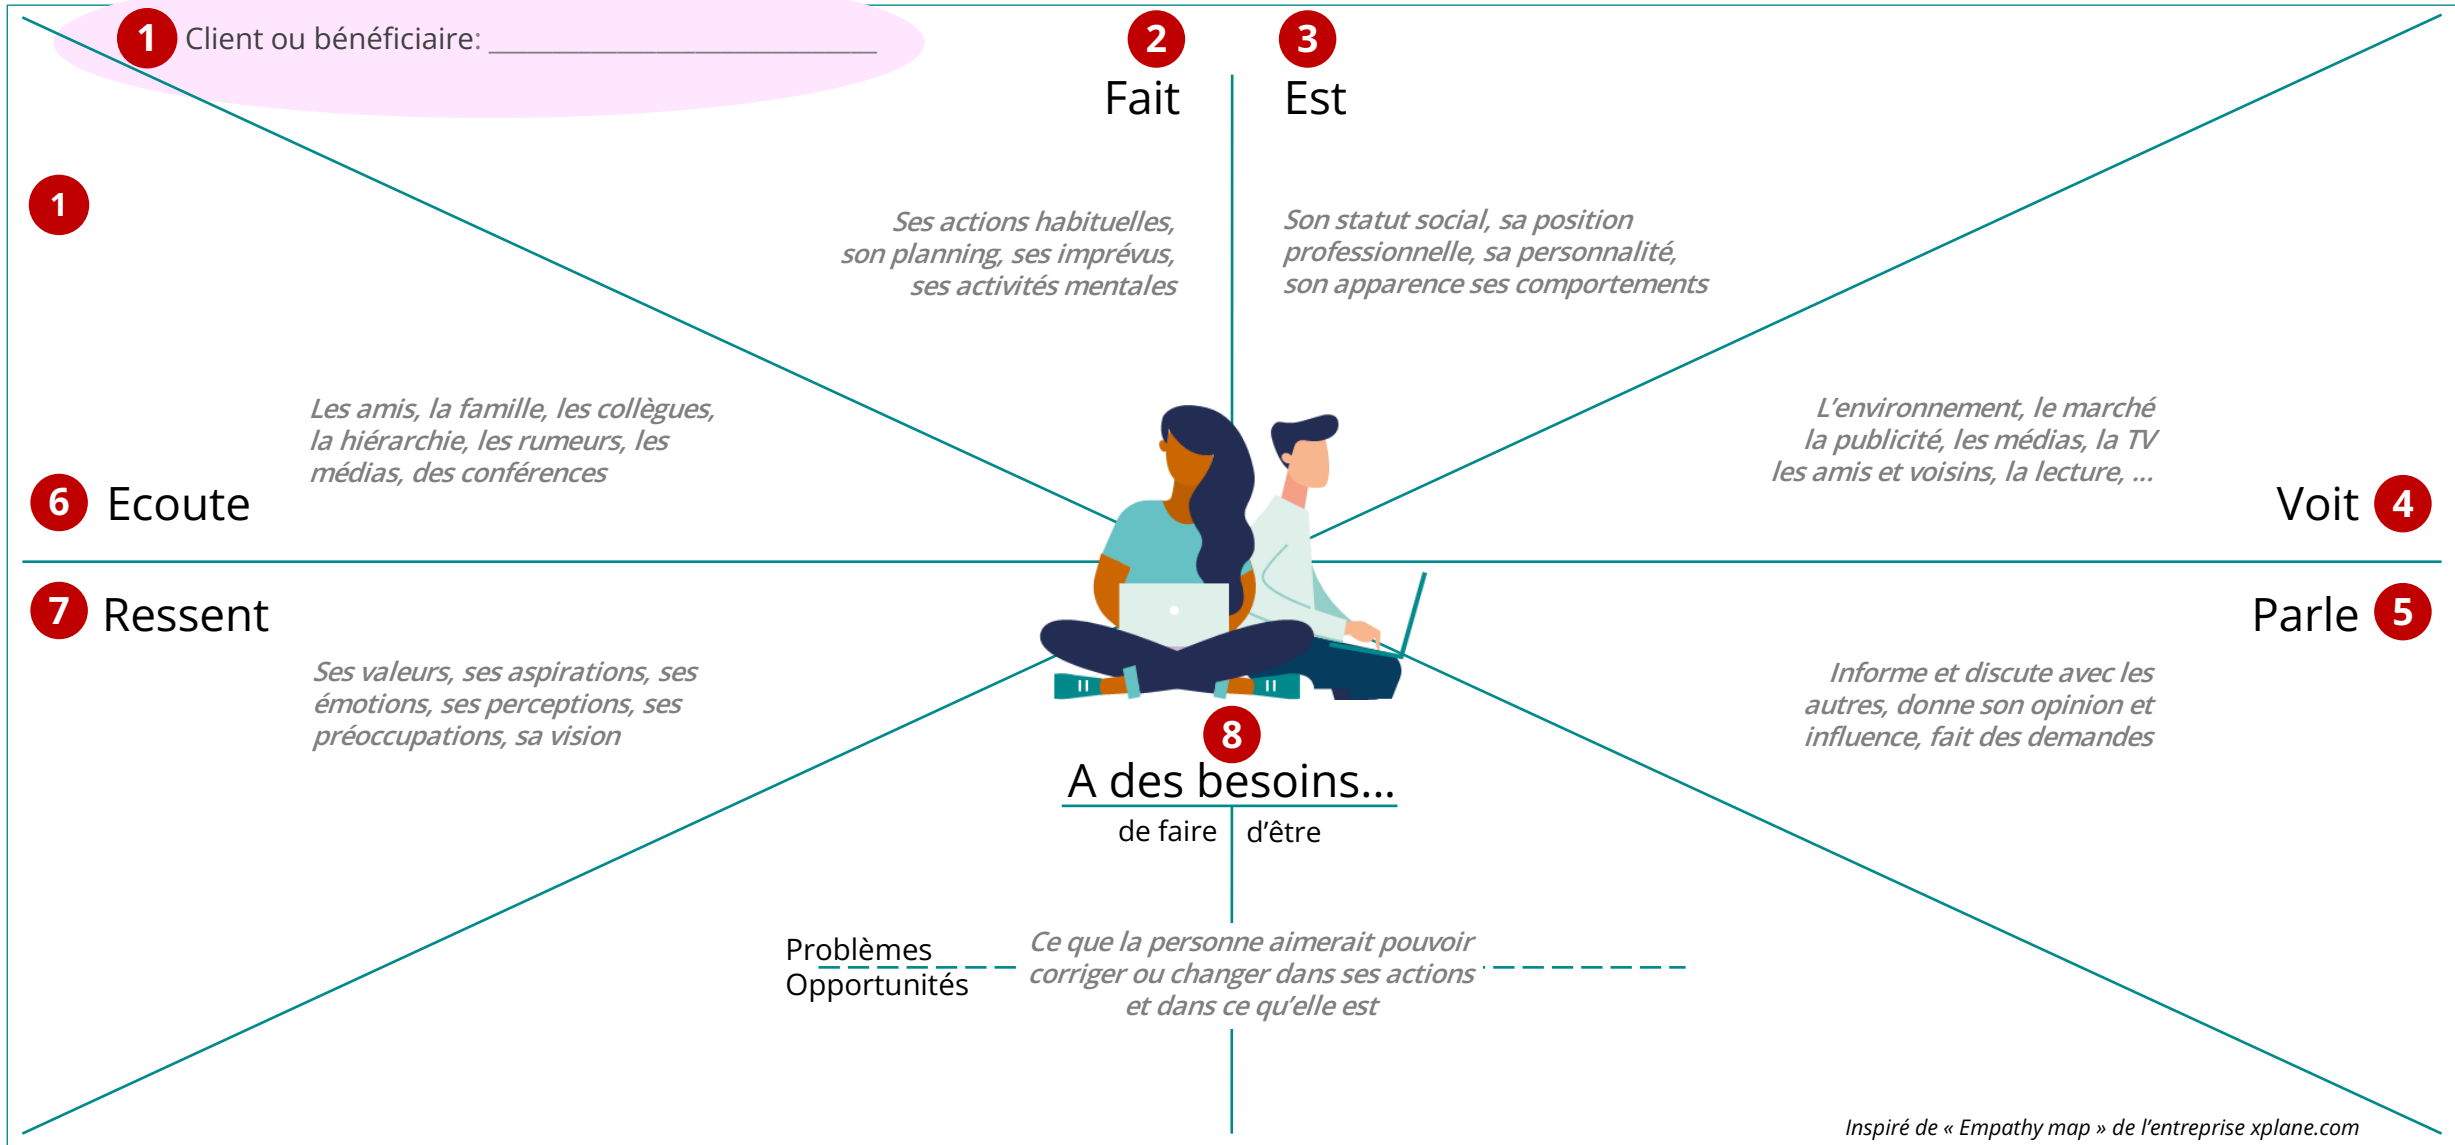 1 Client ou bénéficiaire: ___________________________
2
Fait
Ses actions habituelles,
son planning, ses imprévus,
ses activités mentales
3
Est
Son statut social, sa position
professionnelle, sa personnalité,
son apparence ses comportements
1
Les amis, la famille, les collègues,
la hiérarchie, les rumeurs, les
médias, des conférences
6 Ecoute
L’environnement, le marché
la publicité, les médias, la TV
les amis et voisins, la lecture, ...
Voit 4
7 Ressent
Ses valeurs, ses aspirations, ses
émotions, ses perceptions, ses
préoccupations, sa vision
Parle 5
Informe et discute avec les
autres, donne son opinion et
influence, fait des demandes
8
A des besoins...
de faire d’être
Problèmes
Opportunités
Ce que la personne aimerait pouvoir
corriger ou changer dans ses actions
et dans ce qu’elle est
Inspiré de « Empathy map » de l’entreprise xplane.com